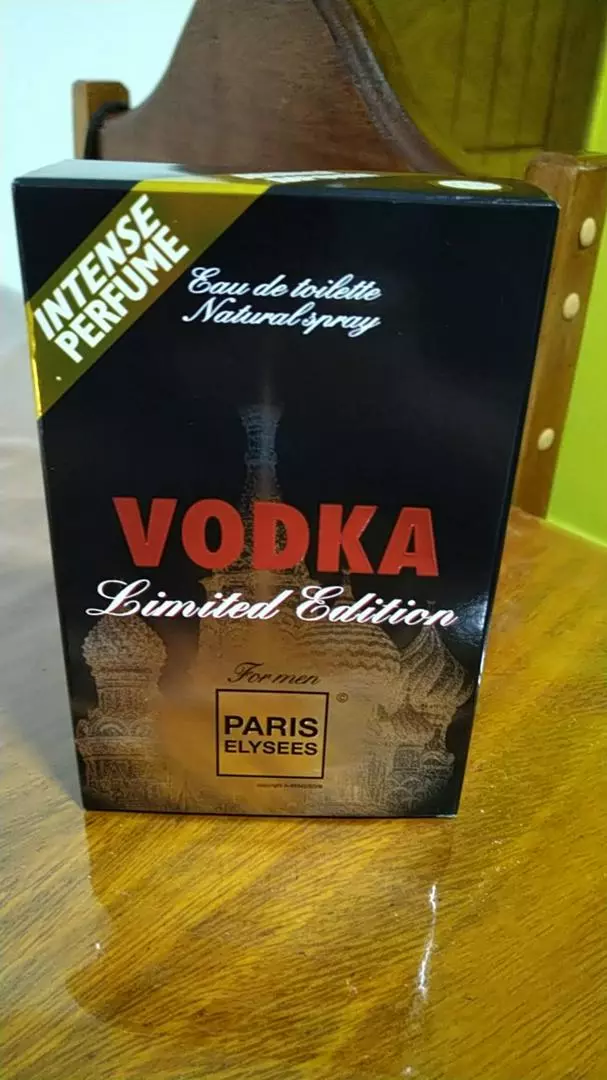 INTENSE
PERFUME
Eau de toilette
Natural spray
VODKA
Limited Edition
For men
©
PARIS
ELYSEES